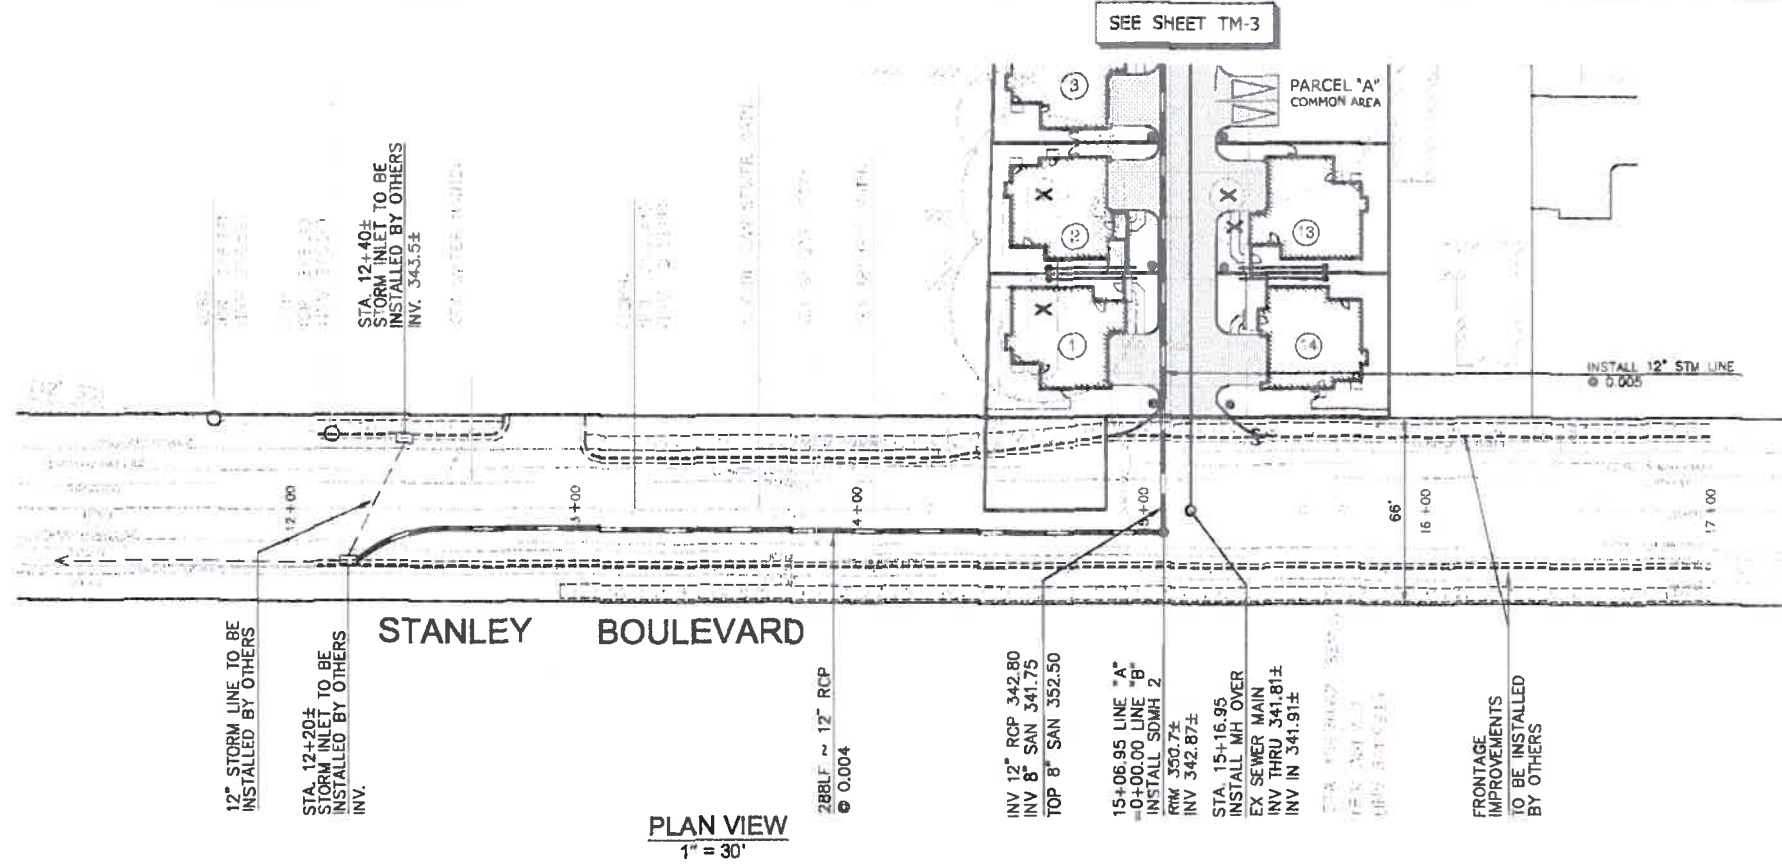 SEE SHEET TM-3
PARCEL "A"
COMMON AREA
3
2
13
1
14
STA. 12+40±
STORM INLET TO BE
INSTALLED BY OTHERS
INV. 343.5±
INSTALL 12" STM LINE
@ 0.005
12+00
3+00
4+00
5+00
66'
16+00
17+00
STANLEY BOULEVARD
12" STORM LINE TO BE
INSTALLED BY OTHERS
STA. 12+20±
STORM INLET TO BE
INSTALLED BY OTHERS
INV.
288LF ~ 12" RCP
@ 0.004
INV 12" RCP 342.80
INV 8" SAN 341.75
TOP 8" SAN 352.50
15+06.95 LINE "A"
=0+00.00 LINE "B"
INSTALL SDMH 2
RIM 350.7±
INV 342.87±
STA. 15+16.95
INSTALL MH OVER
EX SEWER MAIN
INV THRU 341.81±
INV IN 341.91±
FRONTAGE
IMPROVEMENTS
TO BE INSTALLED
BY OTHERS
PLAN VIEW
1" = 30'